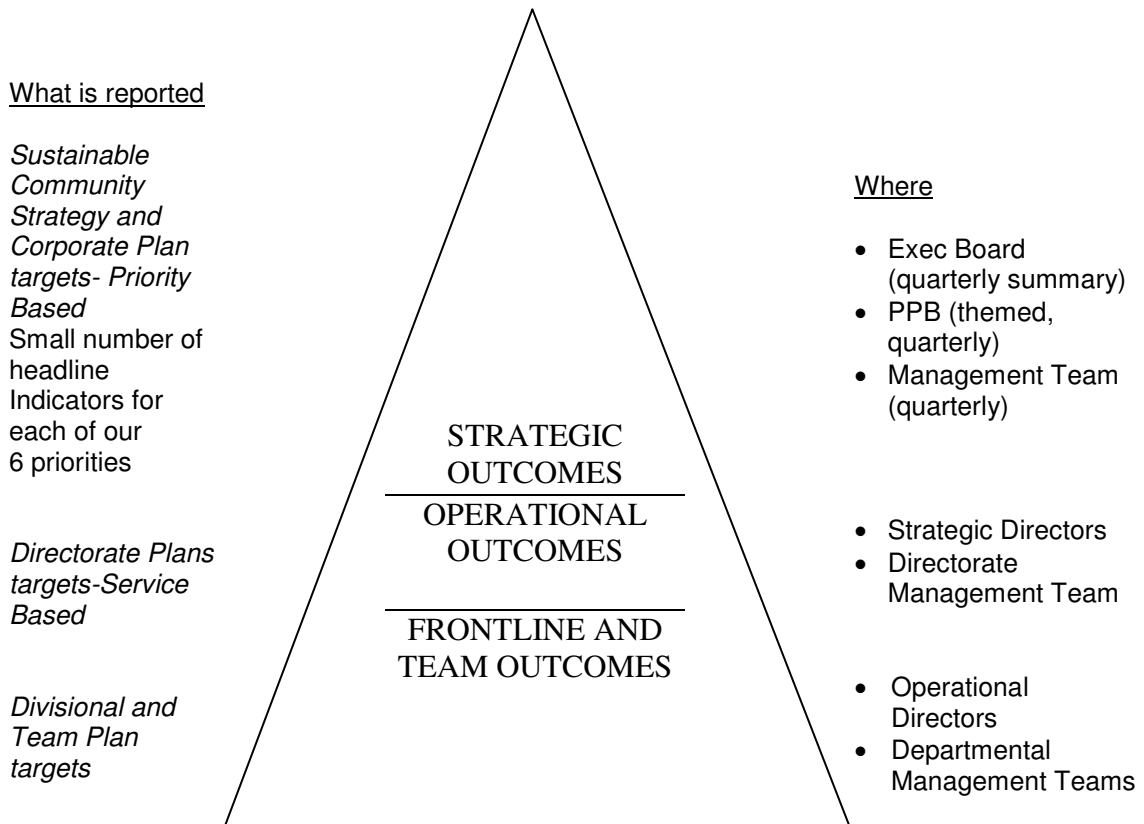 What is reported
Sustainable
Community
Strategy and
Corporate Plan
targets- Priority
Based
Small number of
headline
Indicators for
each of our
6 priorities
Directorate Plans
targets-Service
Based
Divisional and
Team Plan
targets
STRATEGIC
OUTCOMES
OPERATIONAL
OUTCOMES
FRONTLINE AND
TEAM OUTCOMES
Where
• Exec Board
(quarterly summary)
• PPB (themed,
quarterly)
• Management Team
(quarterly)
• Strategic Directors
• Directorate
Management Team
• Operational
Directors
• Departmental
Management Teams